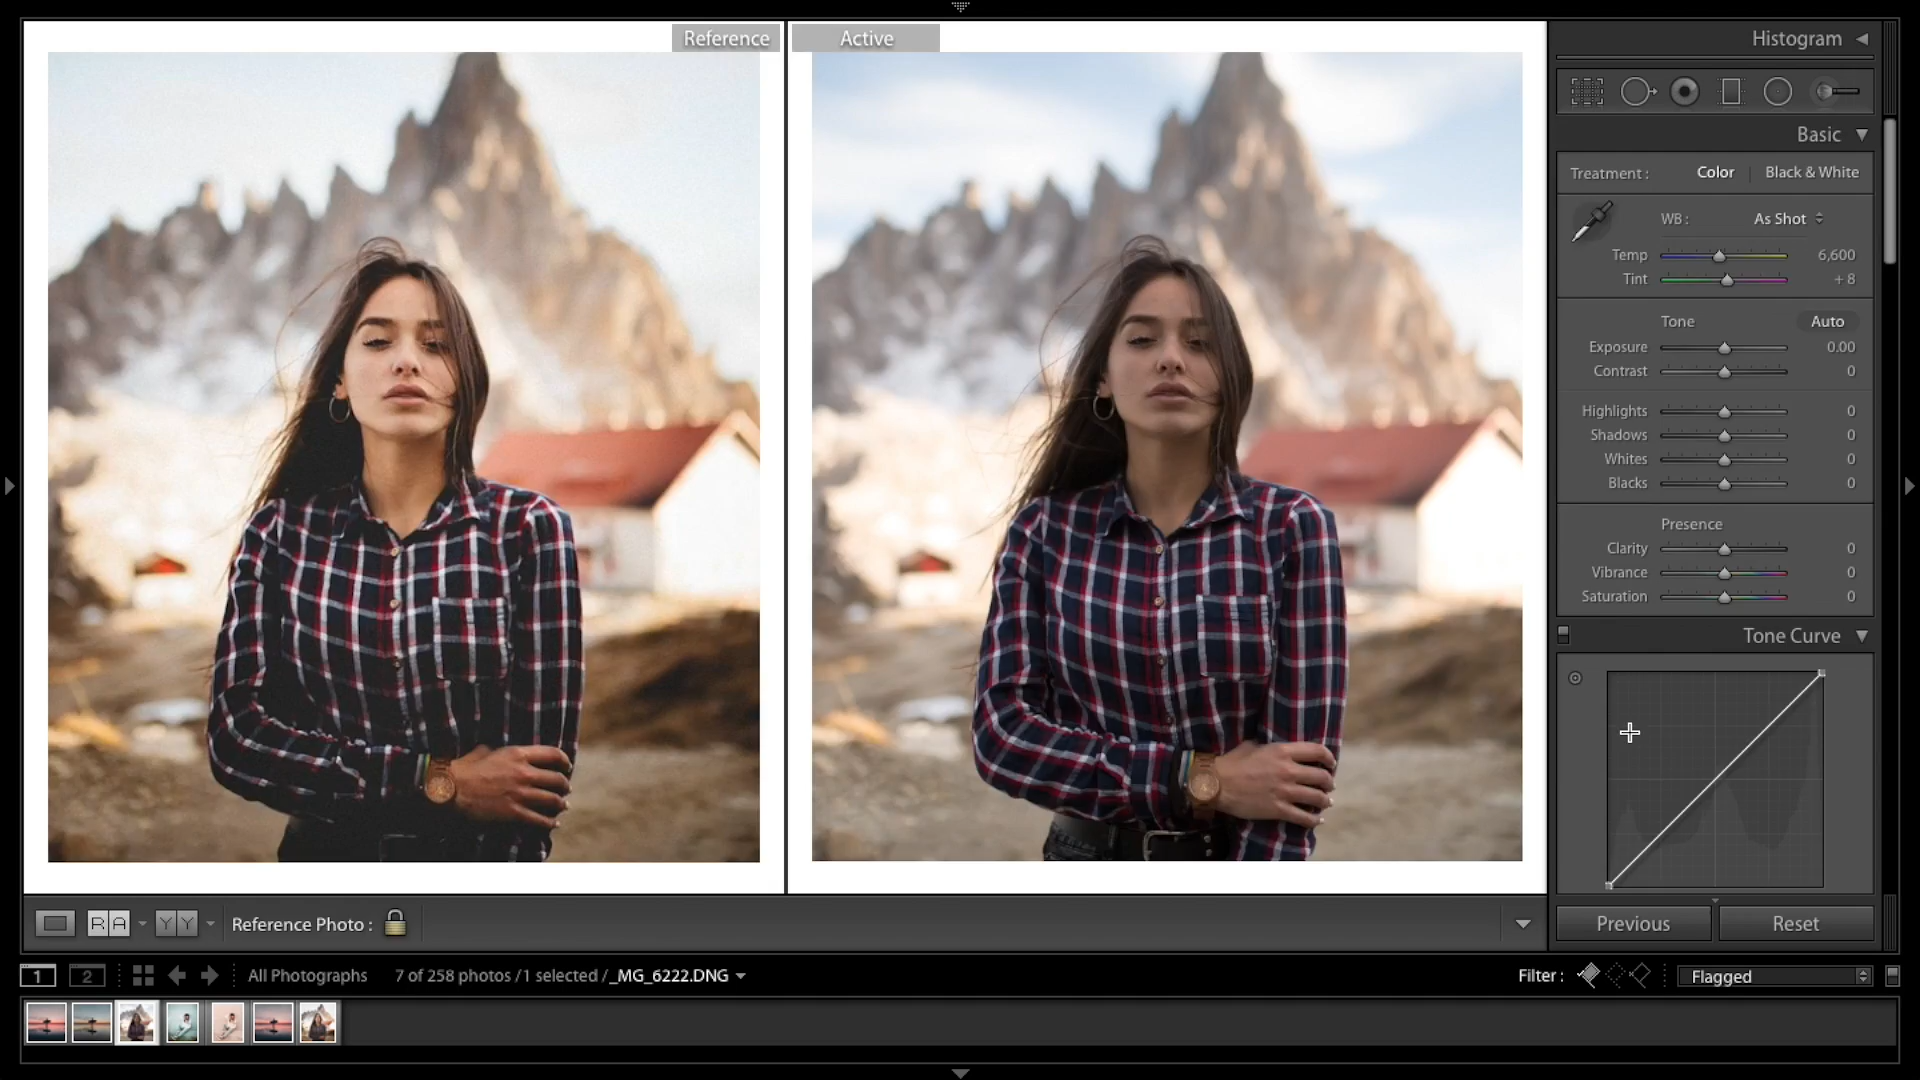 Reference
Active
Histogram
Basic
Treatment : Color Black & White
WB : As Shot
Temp 6,600
Tint + 8
Tone Auto
Exposure 0.00
Contrast 0
Highlights 0
Shadows 0
Whites 0
Blacks 0
Presence
Clarity 0
Vibrance 0
Saturation 0
Tone Curve
R A Y Y Reference Photo :
Previous Reset
1 2 All Photographs 7 of 258 photos /1 selected /_MG_6222.DNG Filter : Flagged